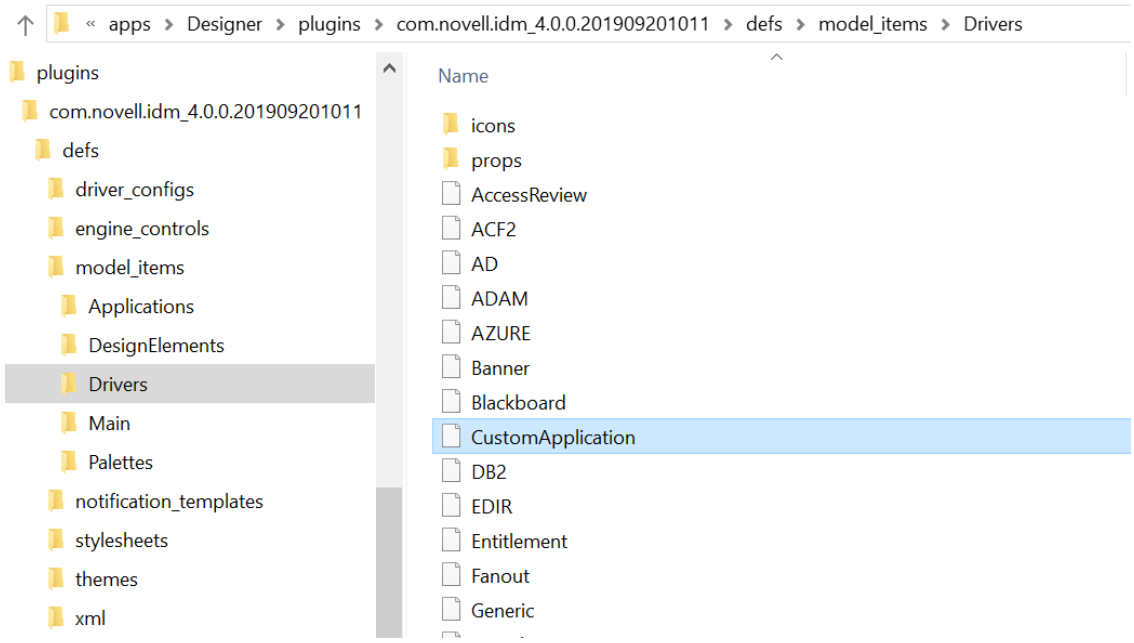 « apps > Designer > plugins > com.novell.idm_4.0.0.201909201011 > defs > model_items > Drivers
plugins
com.novell.idm_4.0.0.201909201011
defs
driver_configs
engine_controls
model_items
Applications
DesignElements
Drivers
Main
Palettes
notification_templates
stylesheets
themes
xml
Name
icons
props
AccessReview
ACF2
AD
ADAM
AZURE
Banner
Blackboard
CustomApplication
DB2
EDIR
Entitlement
Fanout
Generic